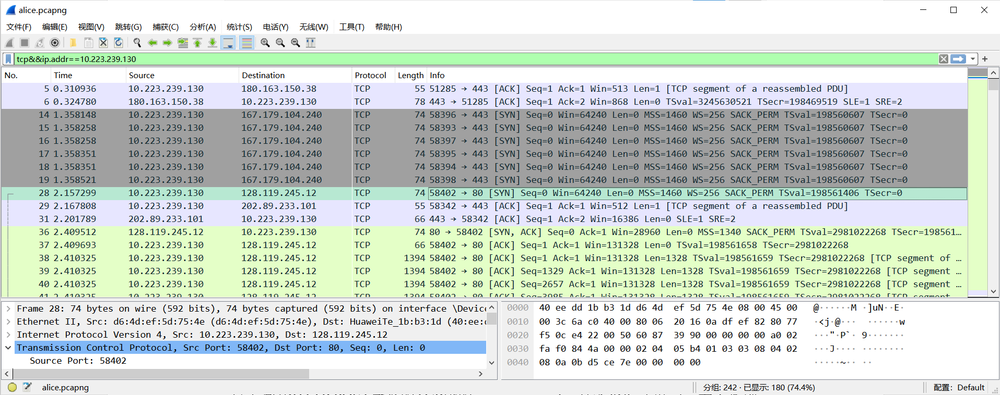 alice.pcapng
文件(F) 编辑(E) 视图(V) 跳转(G) 捕获(C) 分析(A) 统计(S) 电话(Y) 无线(W) 工具(T) 帮助(H)
tcp&&ip.addr==10.223.239.130
No. Time Source Destination Protocol Length Info
5 0.310936 10.223.239.130 180.163.150.38 TCP 55 51285 → 443 [ACK] Seq=1 Ack=1 Win=513 Len=1 [TCP segment of a reassembled PDU]
6 0.324780 180.163.150.38 10.223.239.130 TCP 78 443 → 51285 [ACK] Seq=1 Ack=2 Win=868 Len=0 TSval=3245630521 TSecr=198469519 SLE=1 SRE=2
14 1.358148 10.223.239.130 167.179.104.240 TCP 74 58396 → 443 [SYN] Seq=0 Win=64240 Len=0 MSS=1460 WS=256 SACK_PERM TSval=198560607 TSecr=0
15 1.358258 10.223.239.130 167.179.104.240 TCP 74 58393 → 443 [SYN] Seq=0 Win=64240 Len=0 MSS=1460 WS=256 SACK_PERM TSval=198560607 TSecr=0
16 1.358258 10.223.239.130 167.179.104.240 TCP 74 58397 → 443 [SYN] Seq=0 Win=64240 Len=0 MSS=1460 WS=256 SACK_PERM TSval=198560607 TSecr=0
17 1.358351 10.223.239.130 167.179.104.240 TCP 74 58395 → 443 [SYN] Seq=0 Win=64240 Len=0 MSS=1460 WS=256 SACK_PERM TSval=198560607 TSecr=0
18 1.358351 10.223.239.130 167.179.104.240 TCP 74 58394 → 443 [SYN] Seq=0 Win=64240 Len=0 MSS=1460 WS=256 SACK_PERM TSval=198560607 TSecr=0
19 1.358521 10.223.239.130 167.179.104.240 TCP 74 58398 → 443 [SYN] Seq=0 Win=64240 Len=0 MSS=1460 WS=256 SACK_PERM TSval=198560607 TSecr=0
28 2.157299 10.223.239.130 128.119.245.12 TCP 74 58402 → 80 [SYN] Seq=0 Win=64240 Len=0 MSS=1460 WS=256 SACK_PERM TSval=198561406 TSecr=0
29 2.167808 10.223.239.130 202.89.233.101 TCP 55 58342 → 443 [ACK] Seq=1 Ack=1 Win=512 Len=1 [TCP segment of a reassembled PDU]
31 2.201789 202.89.233.101 10.223.239.130 TCP 66 443 → 58342 [ACK] Seq=1 Ack=2 Win=16386 Len=0 SLE=1 SRE=2
36 2.409512 128.119.245.12 10.223.239.130 TCP 74 80 → 58402 [SYN, ACK] Seq=0 Ack=1 Win=28960 Len=0 MSS=1340 SACK_PERM TSval=2981022268 TSecr=198561…
37 2.409693 10.223.239.130 128.119.245.12 TCP 66 58402 → 80 [ACK] Seq=1 Ack=1 Win=131328 Len=0 TSval=198561658 TSecr=2981022268
38 2.410325 10.223.239.130 128.119.245.12 TCP 1394 58402 → 80 [ACK] Seq=1 Ack=1 Win=131328 Len=1328 TSval=198561659 TSecr=2981022268 [TCP segment of …
39 2.410325 10.223.239.130 128.119.245.12 TCP 1394 58402 → 80 [ACK] Seq=1329 Ack=1 Win=131328 Len=1328 TSval=198561659 TSecr=2981022268 [TCP segment …
40 2.410325 10.223.239.130 128.119.245.12 TCP 1394 58402 → 80 [ACK] Seq=2657 Ack=1 Win=131328 Len=1328 TSval=198561659 TSecr=2981022268 [TCP segment …
41 2.410325 10.223.239.130 128.119.245.12 TCP 1394 58402 → 80 [ACK] Seq=3985 Ack=1 Win=131328 Len=1328 TSval=198561659 TSecr=2981022268 [TCP segment …
Frame 28: 74 bytes on wire (592 bits), 74 bytes captured (592 bits) on interface \Device
Ethernet II, Src: d6:4d:ef:5d:75:4e (d6:4d:ef:5d:75:4e), Dst: HuaweiTe_1b:b3:1d (40:ee:d
Internet Protocol Version 4, Src: 10.223.239.130, Dst: 128.119.245.12
Transmission Control Protocol, Src Port: 58402, Dst Port: 80, Seq: 0, Len: 0
Source Port: 58402
0000 40 ee dd 1b b3 1d d6 4d ef 5d 75 4e 08 00 45 00 @······M ·]uN··E·
0010 00 3c 6a c0 40 00 80 06 20 16 0a df ef 82 80 77 ·<j·@··· ······w
0020 f5 0c e4 22 00 50 60 87 39 90 00 00 00 00 a0 02 ···"·P`· 9·······
0030 fa f0 84 4a 00 00 02 04 05 b4 01 03 03 08 04 02 ···J···· ········
0040 08 0a 0b d5 ce 7e 00 00 00 00 ·····~·· ··
alice.pcapng 分组: 242 · 已显示: 180 (74.4%) 配置: Default